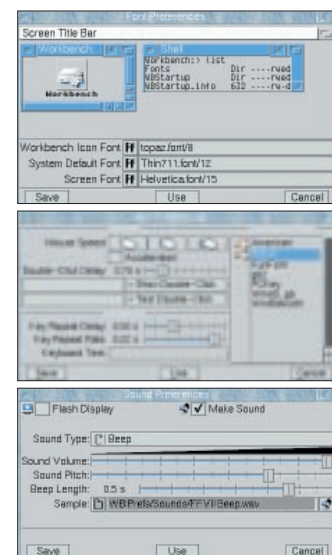 Font Preferences
Screen Title Bar
Workbench
Shell
Workbench:> list
Fonts Dir ----rwed
WBStartup Dir ----rwed
WBStartup.info 632 ----rw-d
Workbench
Workbench Icon Font topaz.font/8
System Default Font Thin711.font/12
Screen Font Helvetica.font/15
Save Use Cancel
Mouse Speed
Accelerated
Double-Click Delay
Show Double-Click
Test Double-Click
Key Repeat Delay
Key Repeat Rate
Keyboard Test
American
Save Use Cancel
Sound Preferences
Flash Display Make Sound
Sound Type: Beep
Sound Volume:
Sound Pitch:
Beep Length: 0.5 s
Sample: WB:Prefs/Sounds/FFVIIBeep.wav
Save Use Cancel